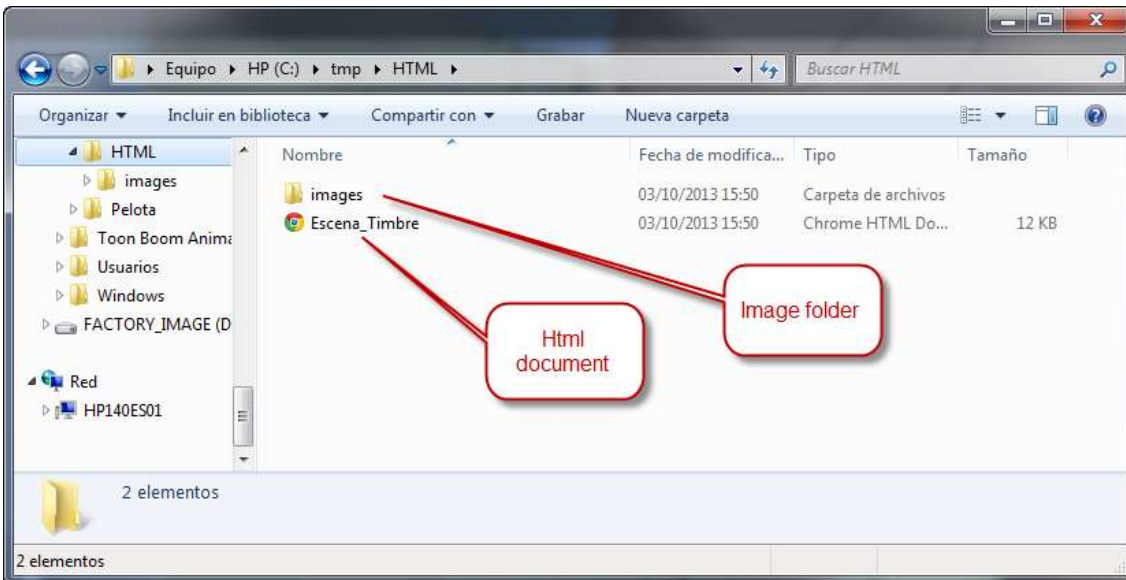 Equipo HP (C:) tmp HTML Buscar HTML
Organizar Incluir en biblioteca Compartir con Grabar Nueva carpeta
HTML
images
Pelota
Toon Boom Anima
Usuarios
Windows
FACTORY_IMAGE (D
Red
HP140ES01
Nombre Fecha de modifica... Tipo Tamaño
images 03/10/2013 15:50 Carpeta de archivos
Escena_Timbre 03/10/2013 15:50 Chrome HTML Do... 12 KB
Image folder
Html
document
2 elementos
2 elementos